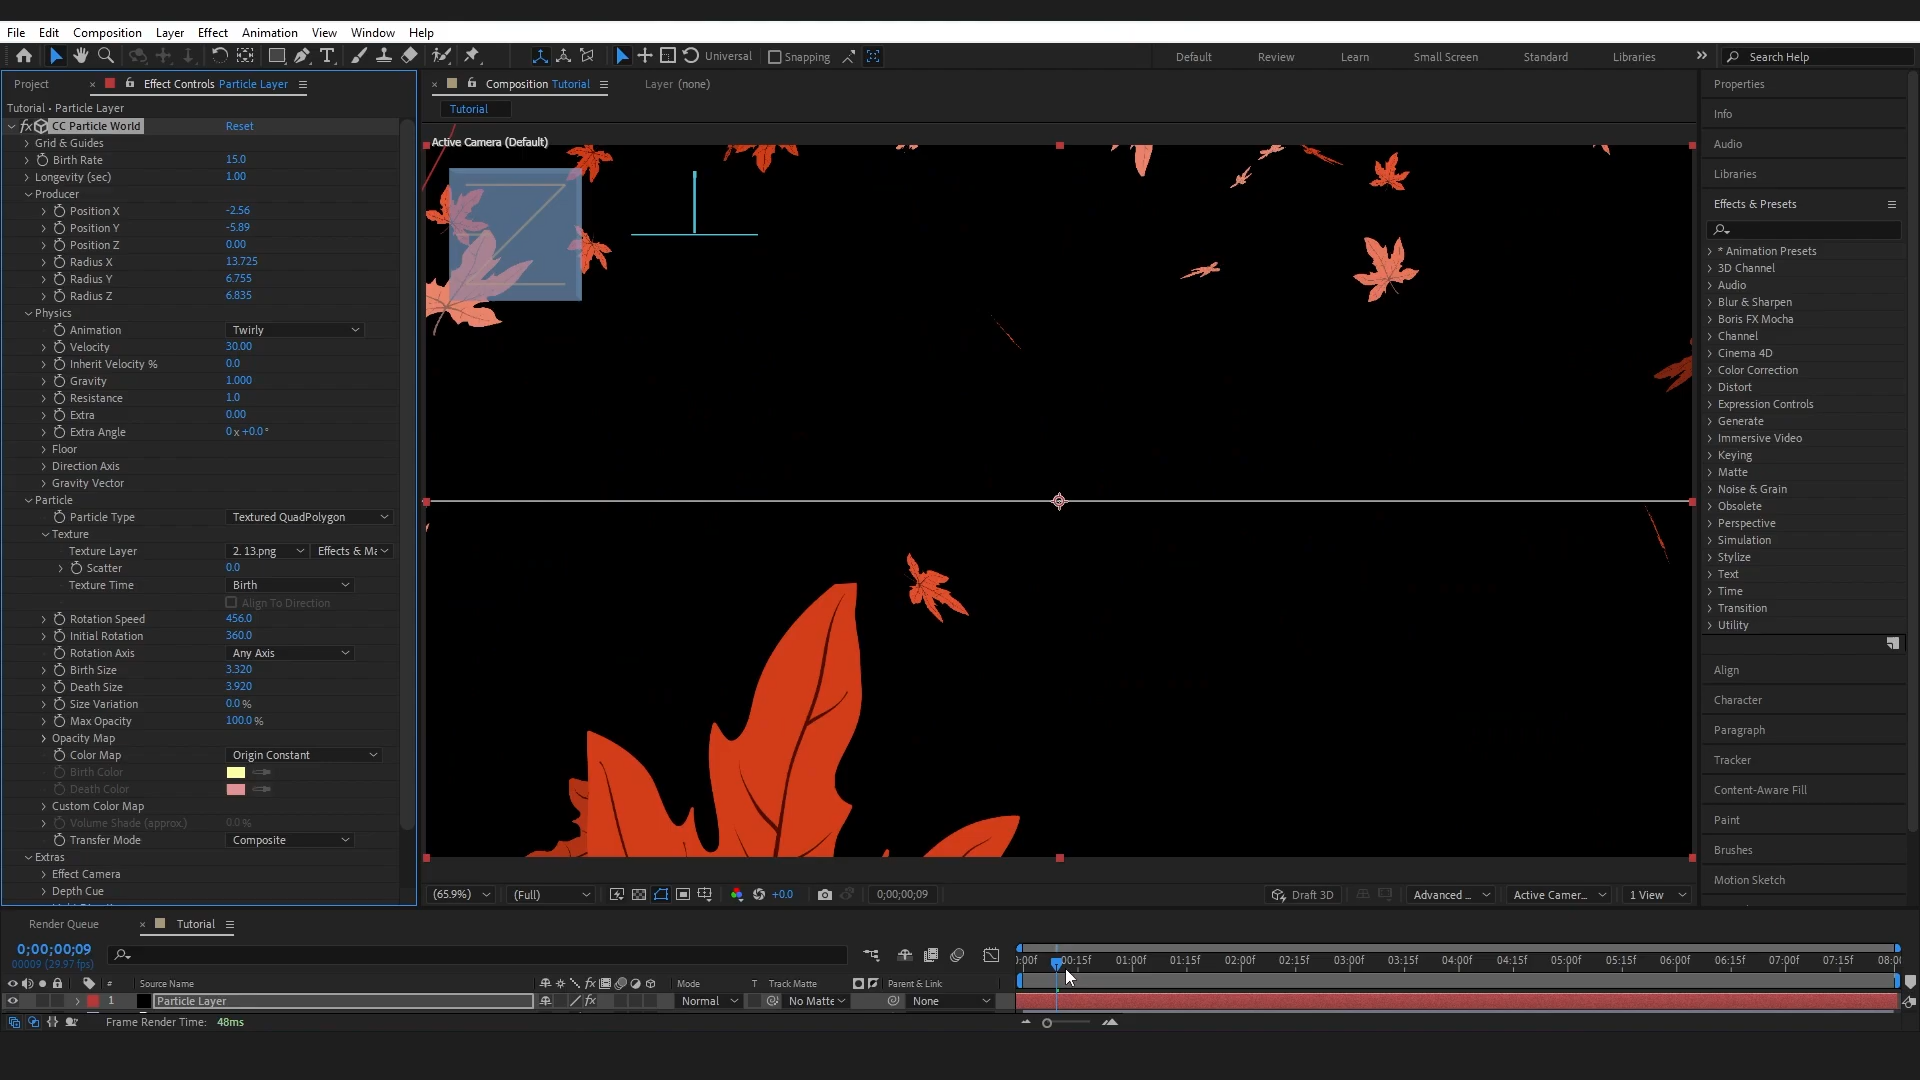 File Edit Composition Layer Effect Animation View Window Help
Universal Snapping Default Review Learn Small Screen Standard Libraries Search Help
Project Effect Controls Particle Layer Composition Tutorial Layer (none) Properties
Tutorial • Particle Layer Tutorial
Info
CC Particle World Reset
Active Camera (Default)
Grid & Guides
Audio
Birth Rate 15.0
Longevity (sec) 1.00
Libraries
Producer
Position X -2.56
Effects & Presets
Position Y -5.89
Position Z 0.00
Radius X 13.725
Radius Y 6.755
Radius Z 6.835
Physics
Animation Twirly
Velocity 30.00
Inherit Velocity % 0.0
Gravity 1.000
Resistance 1.0
Extra 0.00
Extra Angle 0 x +0.0 °
Floor
Direction Axis
Gravity Vector
Particle
Particle Type Textured QuadPolygon
Texture
Texture Layer 2. 13.png Effects & Ma
Scatter 0.0
Texture Time Birth
Align To Direction
Rotation Speed 456.0
Initial Rotation 360.0
Rotation Axis Any Axis
Birth Size 3.320
Death Size 3.920
Size Variation 0.0 %
Max Opacity 100.0 %
Opacity Map
Color Map Origin Constant
Birth Color
Death Color
Custom Color Map
Volume Shade (approx.) 0.0 %
Transfer Mode Composite
Extras
Effect Camera
Depth Cue
* Animation Presets
3D Channel
Audio
Blur & Sharpen
Boris FX Mocha
Channel
Cinema 4D
Color Correction
Distort
Expression Controls
Generate
Immersive Video
Keying
Matte
Noise & Grain
Obsolete
Perspective
Simulation
Stylize
Text
Time
Transition
Utility
Align
Character
Paragraph
Tracker
Content-Aware Fill
Paint
Brushes
Motion Sketch
(65.9%) (Full) +0.0 0;00;00;09 Draft 3D Advanced ... Active Camer... 1 View
Render Queue Tutorial
0;00;00;09
00009 (29.97 fps)
):00f 00:15f 01:00f 01:15f 02:00f 02:15f 03:00f 03:15f 04:00f 04:15f 05:00f 05:15f 06:00f 06:15f 07:00f 07:15f 08:00
# Source Name fx Mode T Track Matte Parent & Link
1 Particle Layer fx Normal No Matte None
Frame Render Time: 48ms